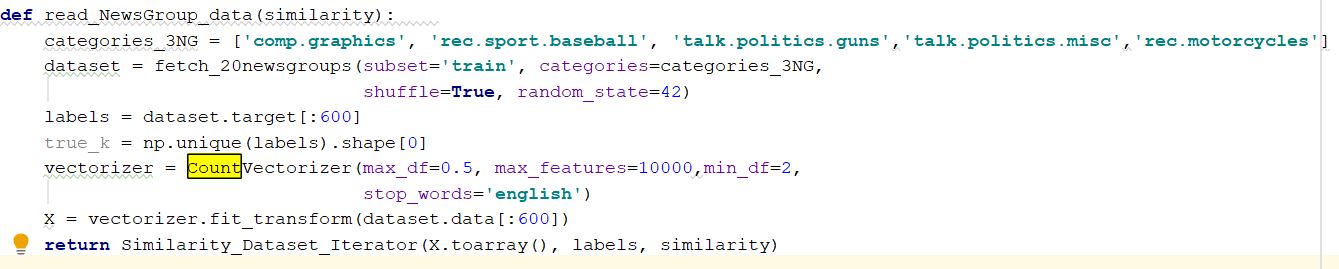 def read_NewsGroup_data(similarity):
    categories_3NG = ['comp.graphics', 'rec.sport.baseball', 'talk.politics.guns','talk.politics.misc','rec.motorcycles']
    dataset = fetch_20newsgroups(subset='train', categories=categories_3NG,
                                 shuffle=True, random_state=42)
    labels = dataset.target[:600]
    true_k = np.unique(labels).shape[0]
    vectorizer = CountVectorizer(max_df=0.5, max_features=10000,min_df=2,
                                 stop_words='english')
    X = vectorizer.fit_transform(dataset.data[:600])
    return Similarity_Dataset_Iterator(X.toarray(), labels, similarity)